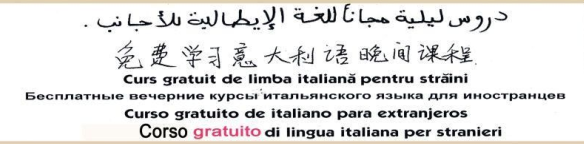 دروس ليلية مجاناً للغة الإيطالية للأجانب .
免费学习意大利语晚间课程
Curs gratuit de limba italiană pentru străini
Бесплатные вечерние курсы итальянского языка для иностранцев
Curso gratuito de italiano para extranjeros
Corso gratuito di lingua italiana per stranieri